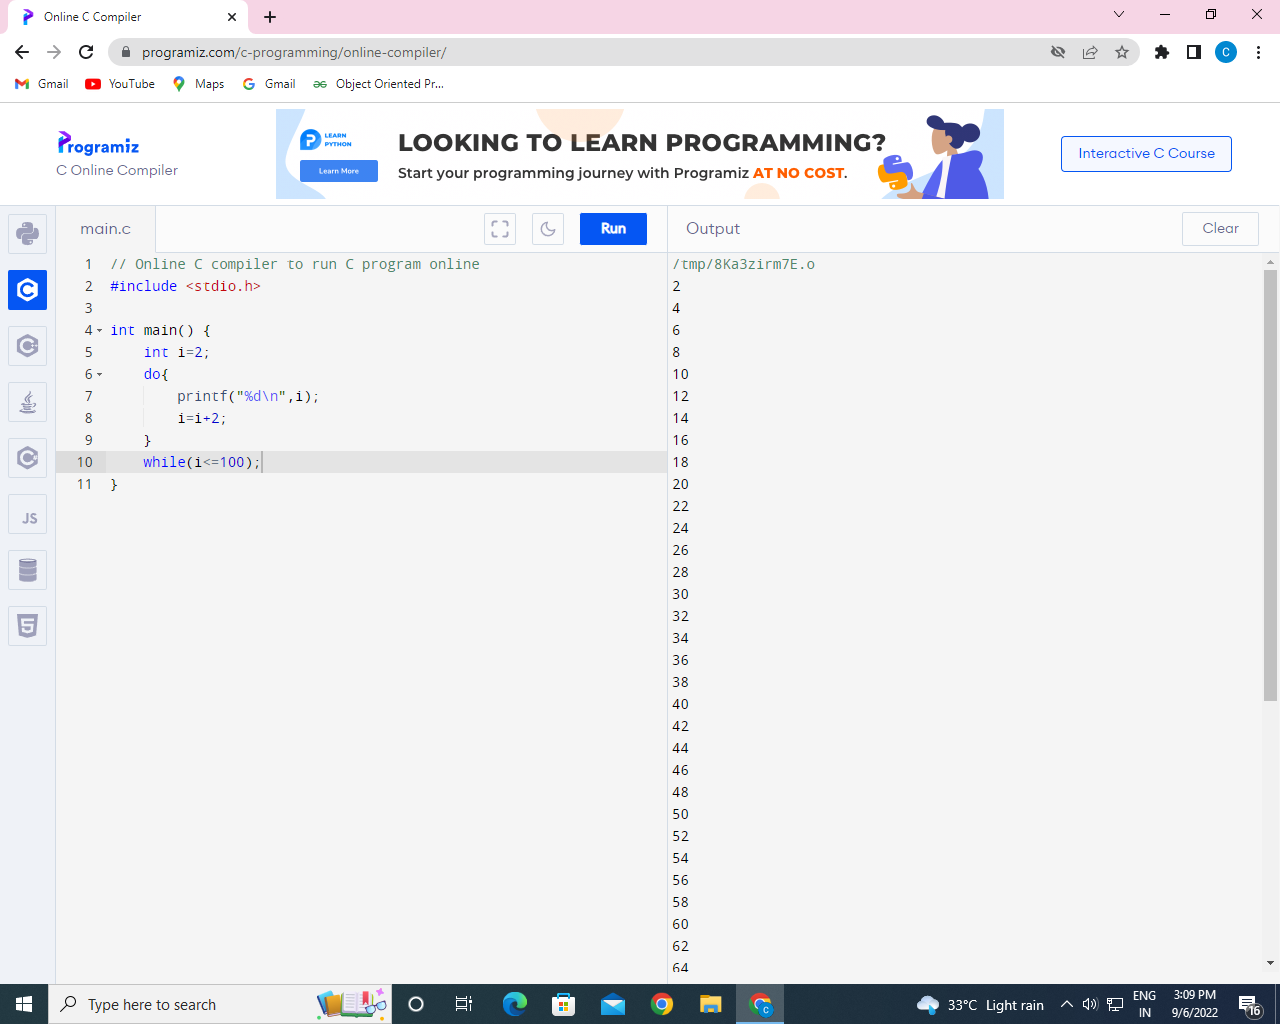 Online C Compiler
programiz.com/c-programming/online-compiler/
C
Gmail
YouTube
Maps
Gmail
Object Oriented Pr...
Programiz
C Online Compiler
LEARN
PYTHON
Learn More
LOOKING TO LEARN PROGRAMMING?
Start your programming journey with Programiz AT NO COST.
Interactive C Course
main.c
Run
Output
Clear
JS
1 // Online C compiler to run C program online
2 #include <stdio.h>
3
4 int main() {
5     int i=2;
6     do{
7         printf("%d\n",i);
8         i=i+2;
9     }
10     while(i<=100);
11 }
/tmp/8Ka3zirm7E.o
2
4
6
8
10
12
14
16
18
20
22
24
26
28
30
32
34
36
38
40
42
44
46
48
50
52
54
56
58
60
62
64
Type here to search
33°C Light rain
ENG
IN
3:09 PM
9/6/2022
16